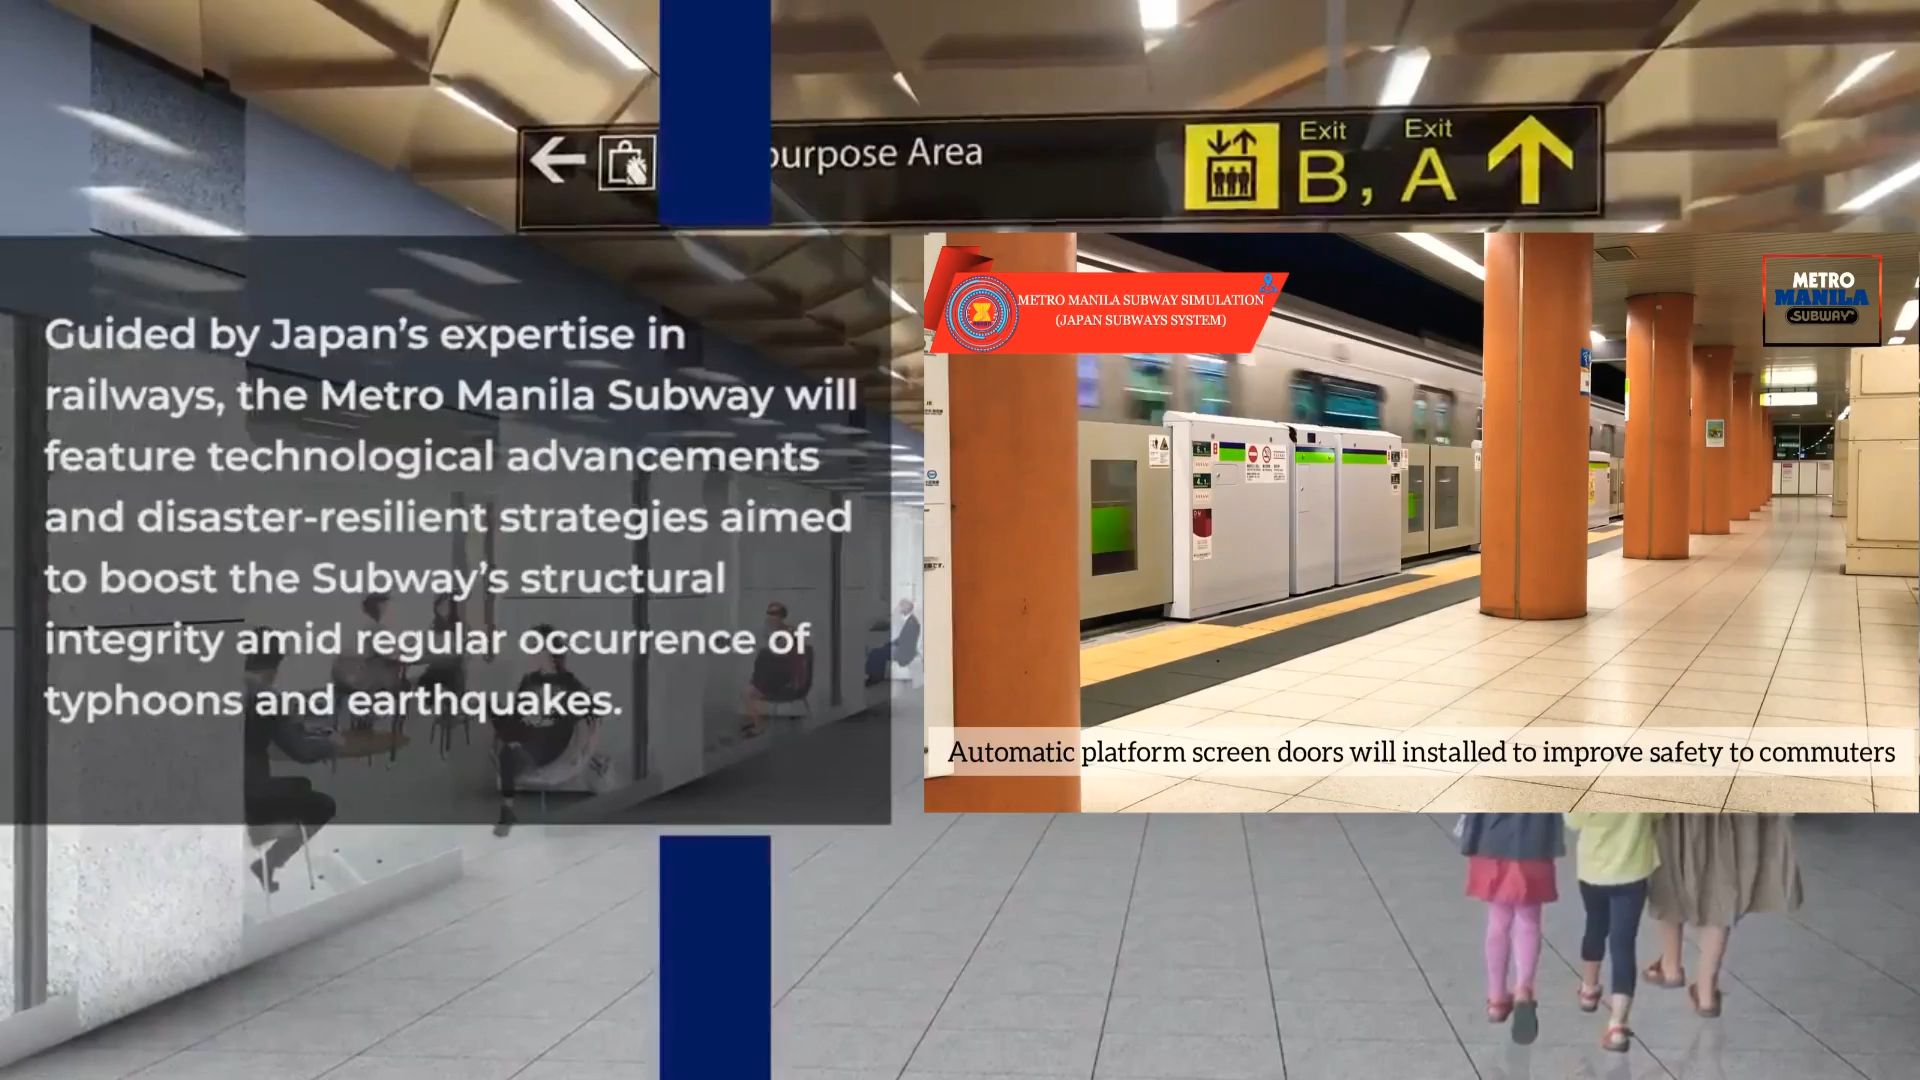 purpose Area
Exit Exit
B, A
Guided by Japan's expertise in
railways, the Metro Manila Subway will
feature technological advancements
and disaster-resilient strategies aimed
to boost the Subway's structural
integrity amid regular occurrence of
typhoons and earthquakes.
METRO MANILA SUBWAY SIMULATION
(JAPAN SUBWAYS SYSTEM)
METRO
MANILA
SUBWAY
Automatic platform screen doors will installed to improve safety to commuters